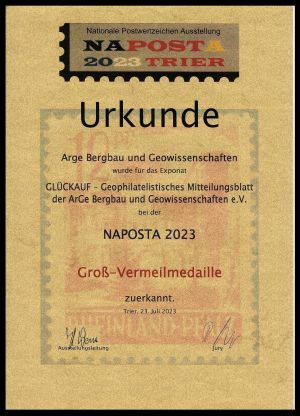 Nationale Postwertzeichen Ausstellung
NAPOSTA
2023 TRIER
Urkunde
Arge Bergbau und Geowissenschaften
wurde für das Exponat
GLÜCKAUF – Geophilatelistisches Mitteilungsblatt
der ArGe Bergbau und Geowissenschaften e.V.
bei der
NAPOSTA 2023
Groß-Vermeilmedaille
zuerkannt.
Trier, 23. Juli 2023
Ausstellungsleitung
Jury